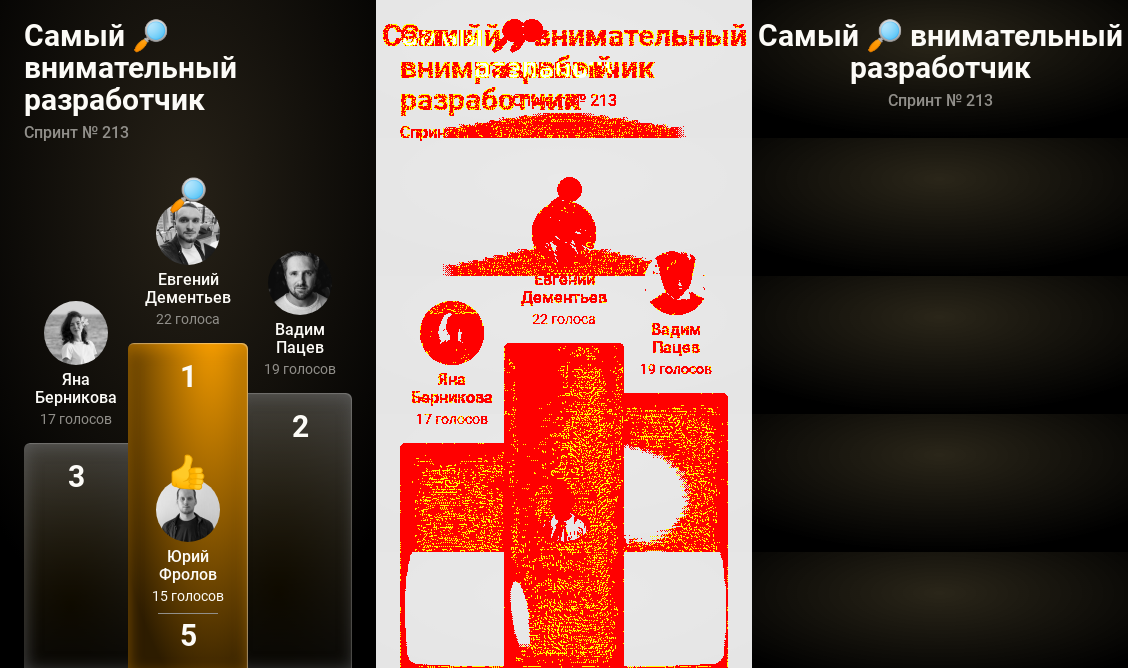 Самый 🔎
внимательный
разработчик
Спринт № 213
Евгений
Дементьев
22 голоса
Вадим
Пацев
19 голосов
Яна
Берникова
17 голосов
1
2
3
Юрий
Фролов
15 голосов
5
внимательный
разработчик
№ 213
Евгений
Дементьев
22 голоса
Вадим
Пацев
19 голосов
Яна
Берникова
17 голосов
Самый 🔎 внимательный
разработчик
Спринт № 213